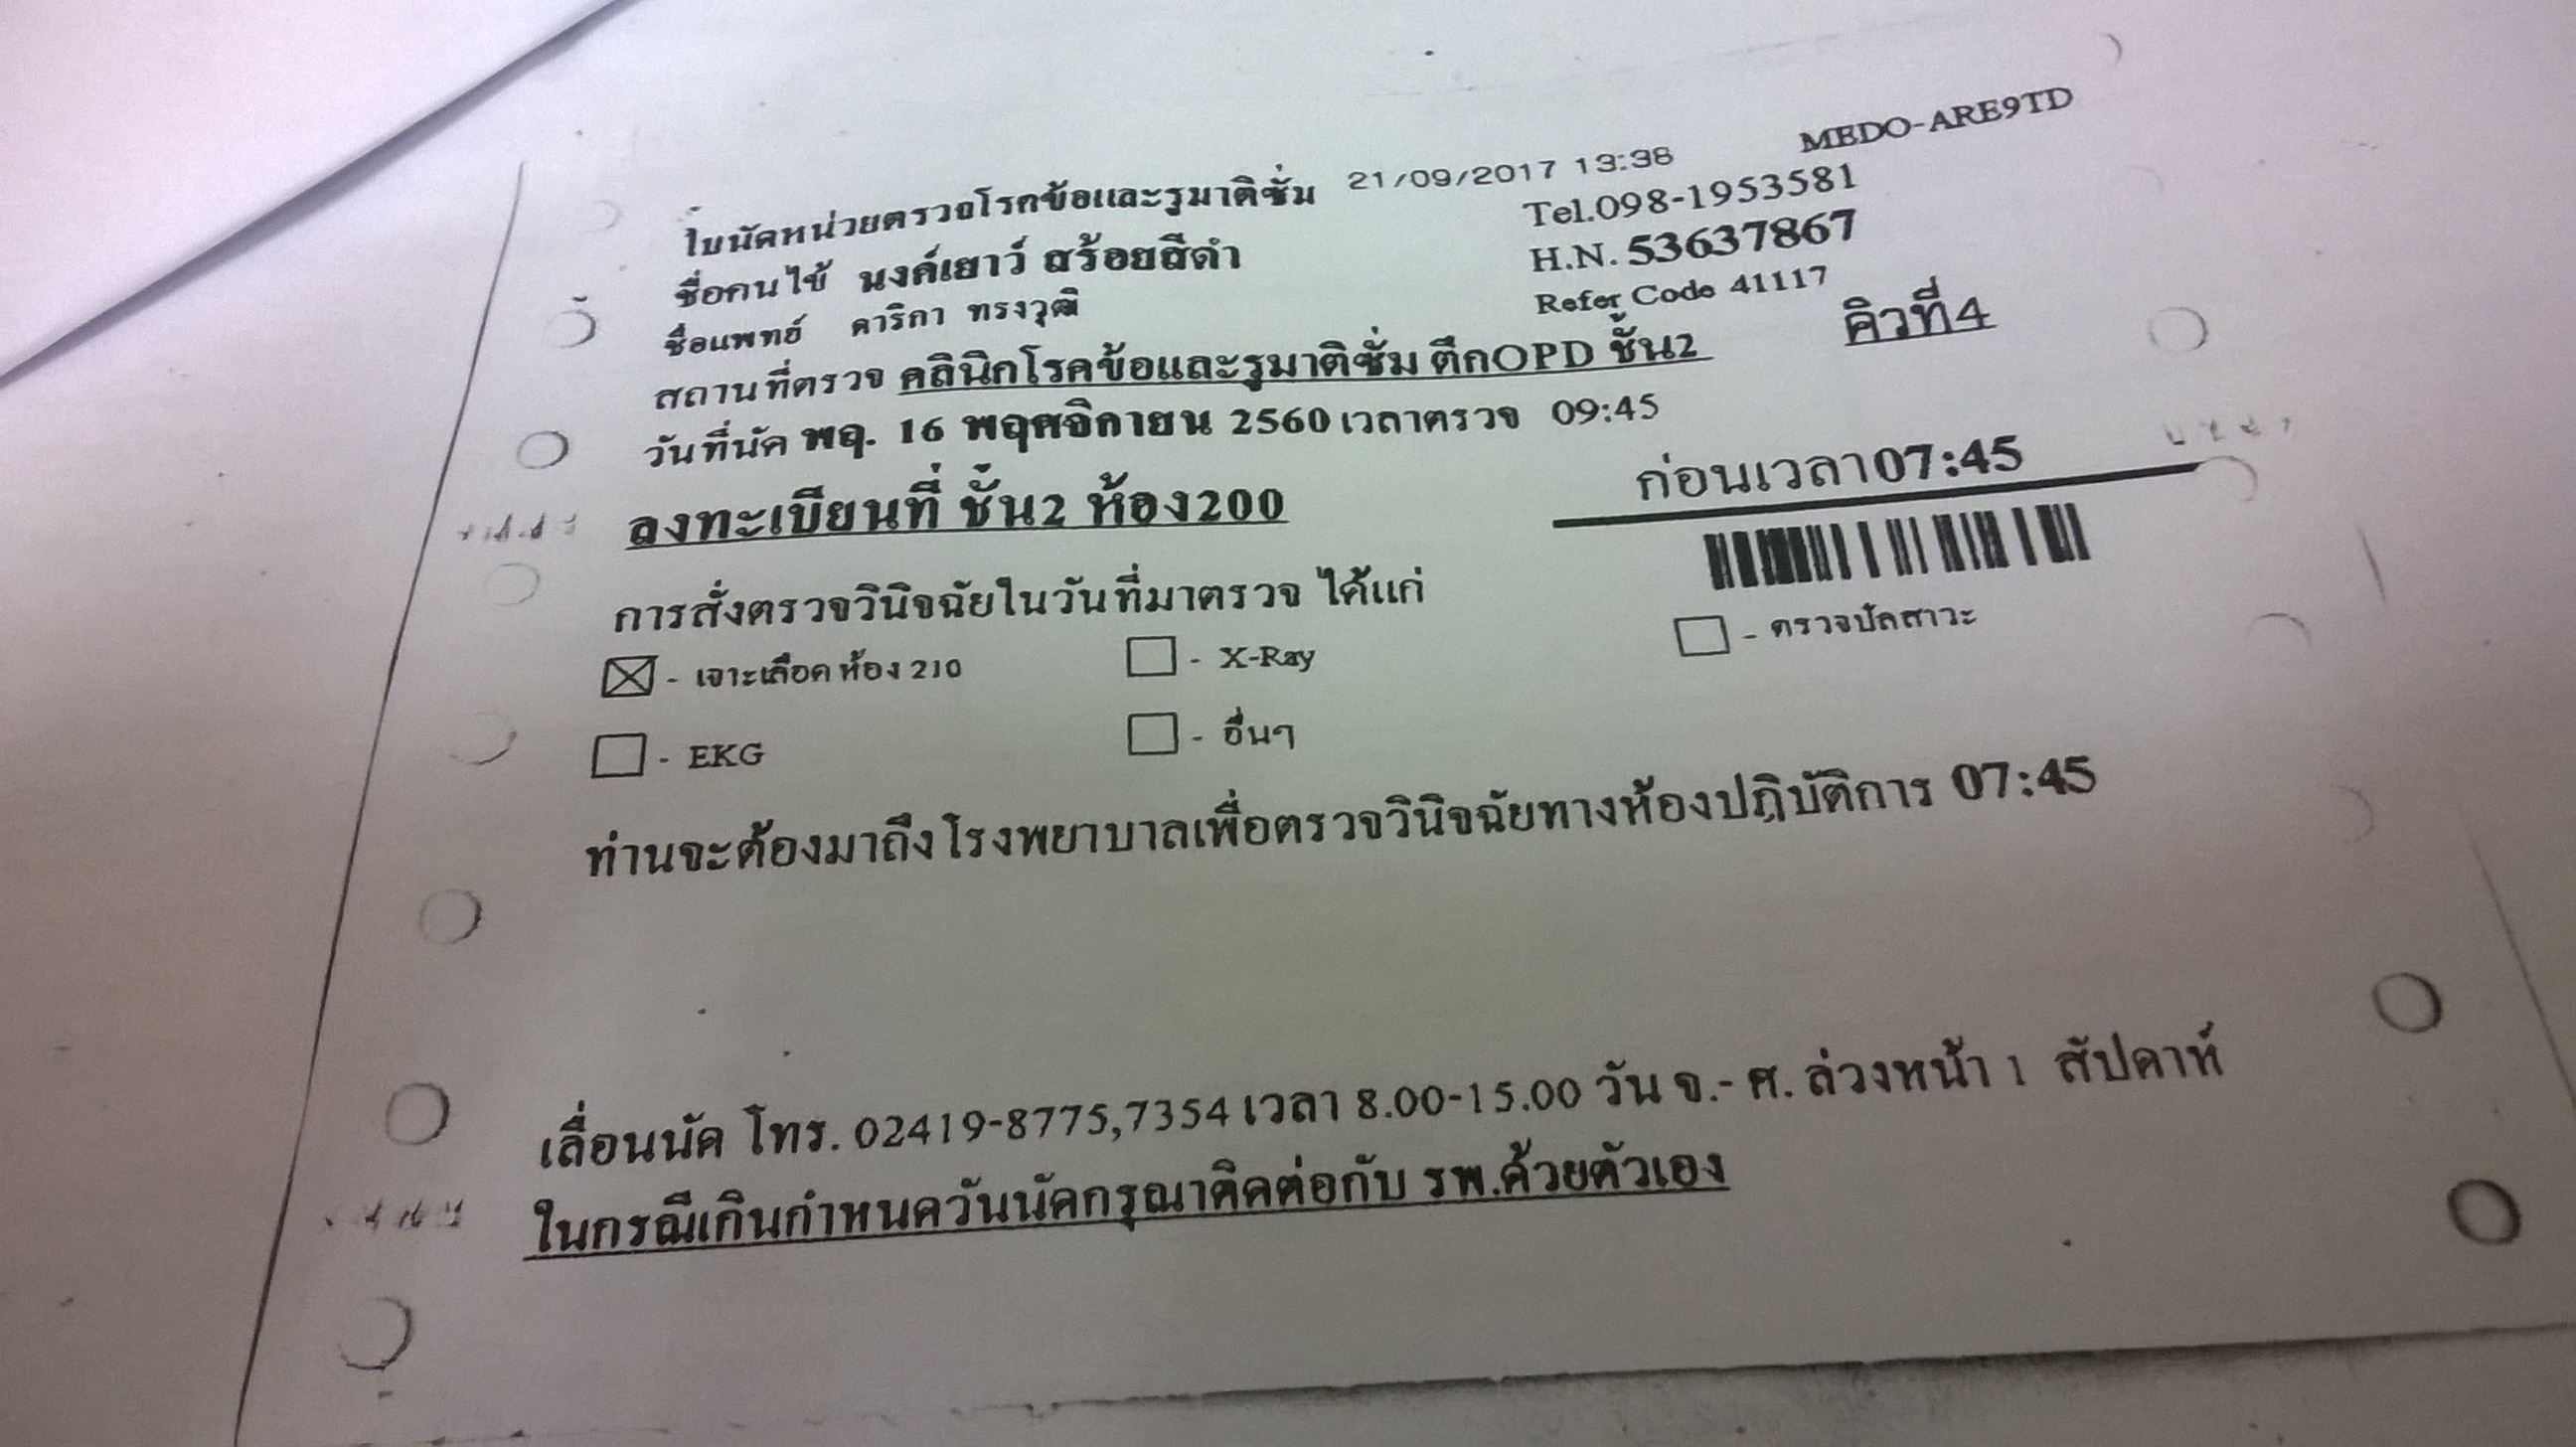 MEDO-ARE9TD
ใบนัดหน่วยตรวจโรคข้อและรูมาติซั่ม 21/09/2017 13:38
Tel.098-1953581
ชื่อคนไข้ นงค์เยาว์ สร้อยสีดำ H.N. 53637867
ชื่อแพทย์ ดาริกา ทรงวุฒิ Refer Code 41117
สถานที่ตรวจ คลินิกโรคข้อและรูมาติซั่ม ตึกOPD ชั้น2 คิวที่4
วันที่นัด พฤ. 16 พฤศจิกายน 2560 เวลาตรวจ 09:45
ลงทะเบียนที่ ชั้น2 ห้อง200 ก่อนเวลา07:45
การสั่งตรวจวินิจฉัยในวันที่มาตรวจ ได้แก่
- เจาะเลือด ห้อง 210 - X-Ray - ตรวจปัสสาวะ
- EKG - อื่นๆ
ท่านจะต้องมาถึงโรงพยาบาลเพื่อตรวจวินิจฉัยทางห้องปฏิบัติการ 07:45
เลื่อนนัด โทร. 02419-8775,7354 เวลา 8.00-15.00 วัน จ.- ศ. ล่วงหน้า 1 สัปดาห์
ในกรณีเกินกำหนดวันนัดกรุณาติดต่อกับ รพ.ด้วยตัวเอง